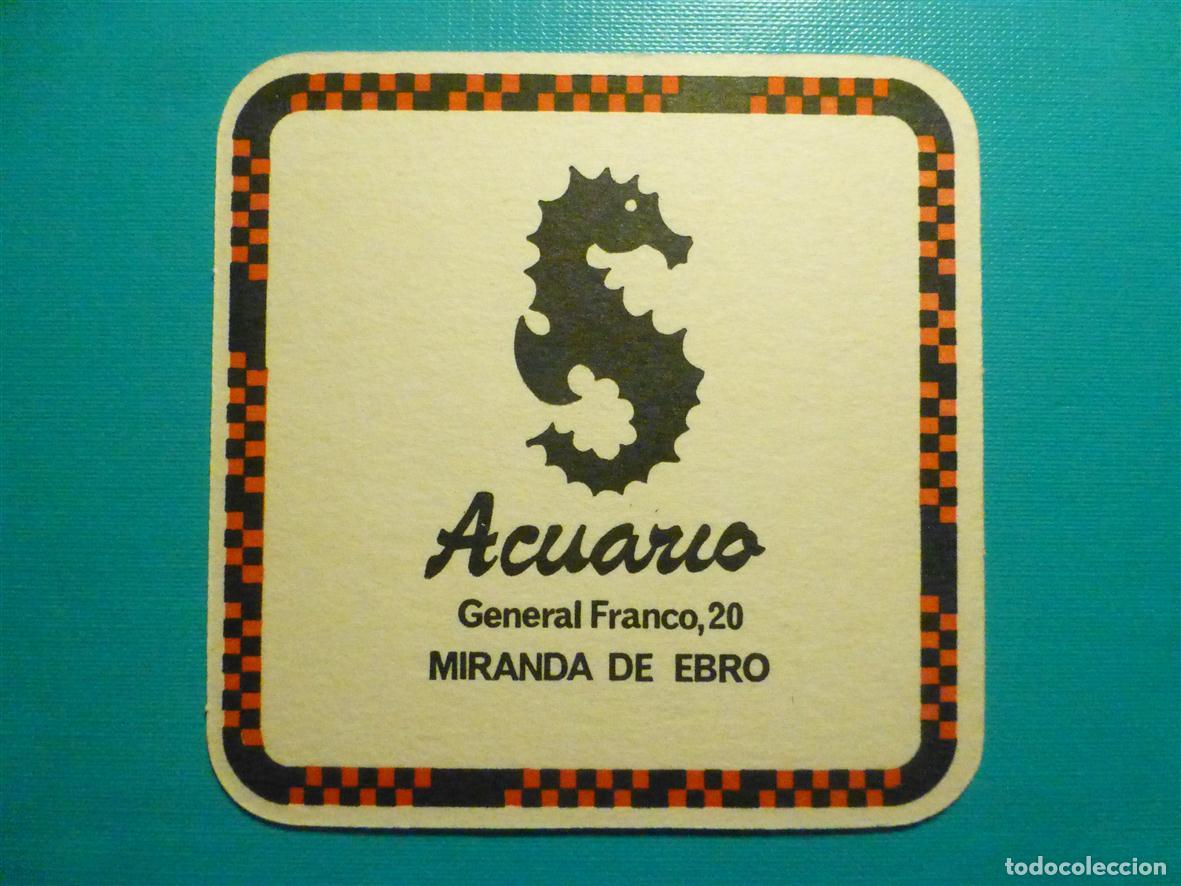 Acuario
General Franco, 20
MIRANDA DE EBRO
todocoleccion